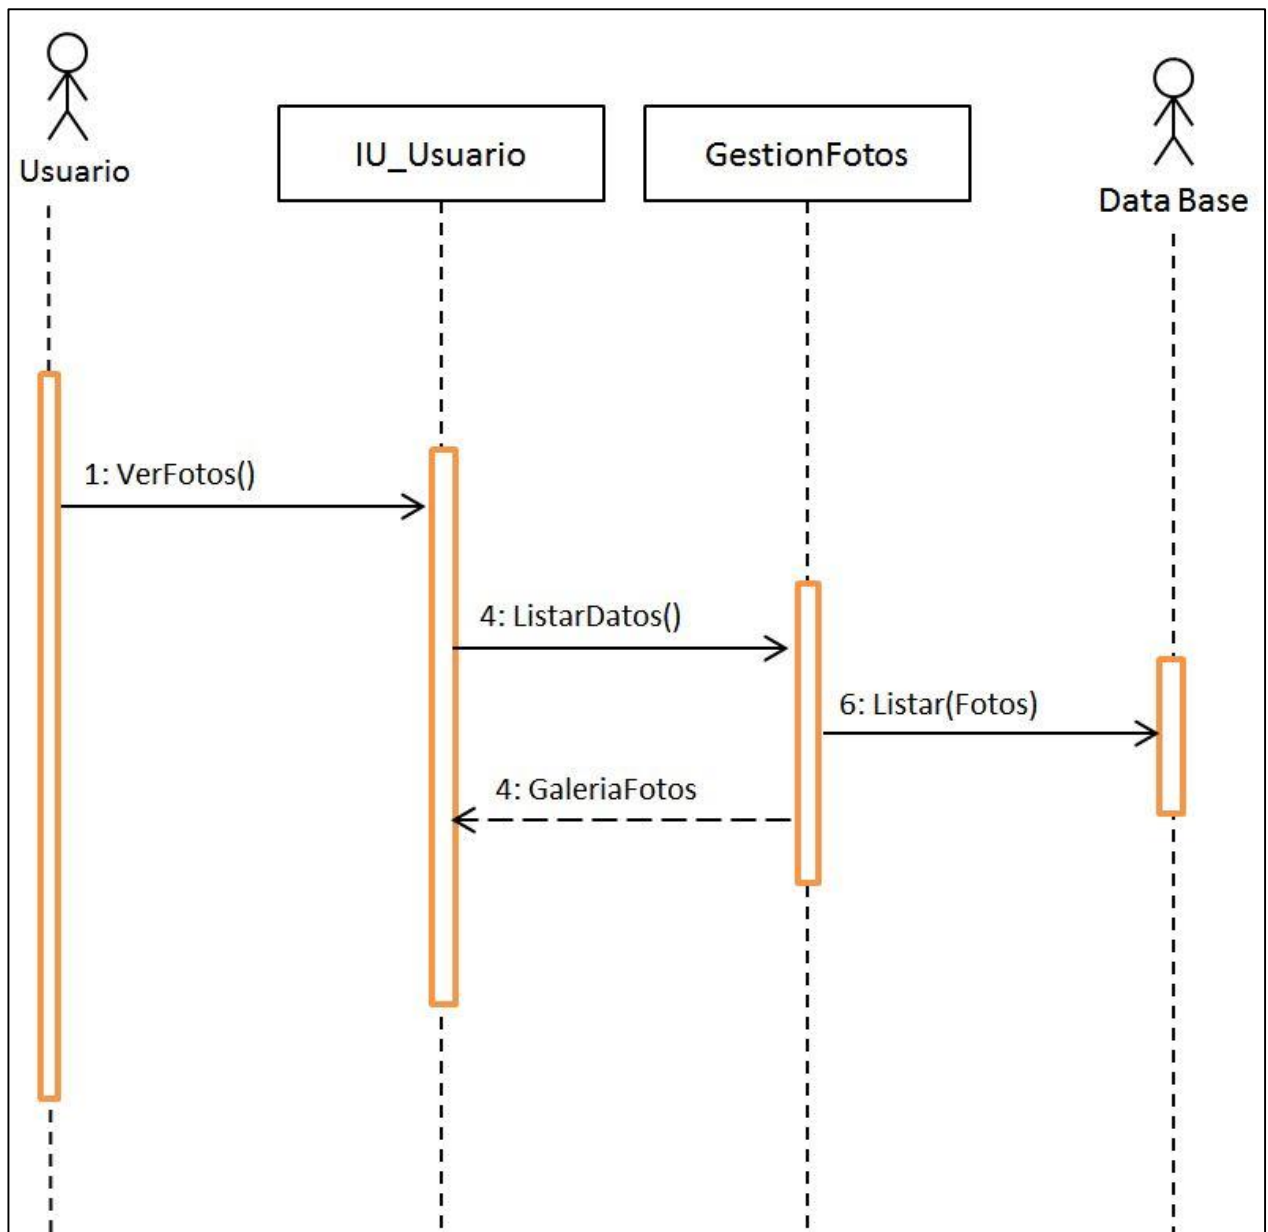 Usuario
IU_Usuario
GestionFotos
Data Base
1: VerFotos()
4: ListarDatos()
6: Listar(Fotos)
4: GaleriaFotos